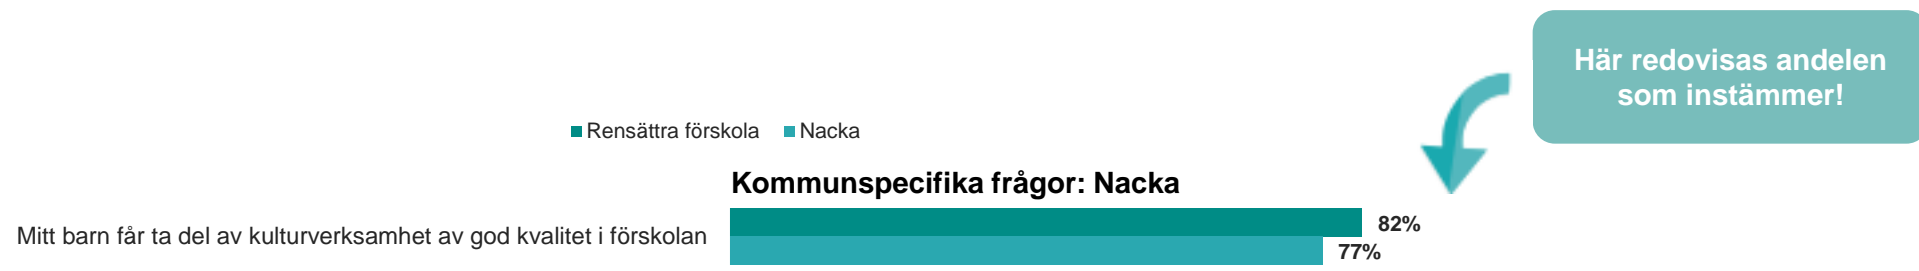 Här redovisas andelen
som instämmer!
Rensättra förskola Nacka
Kommunspecifika frågor: Nacka
Mitt barn får ta del av kulturverksamhet av god kvalitet i förskolan
82%
77%